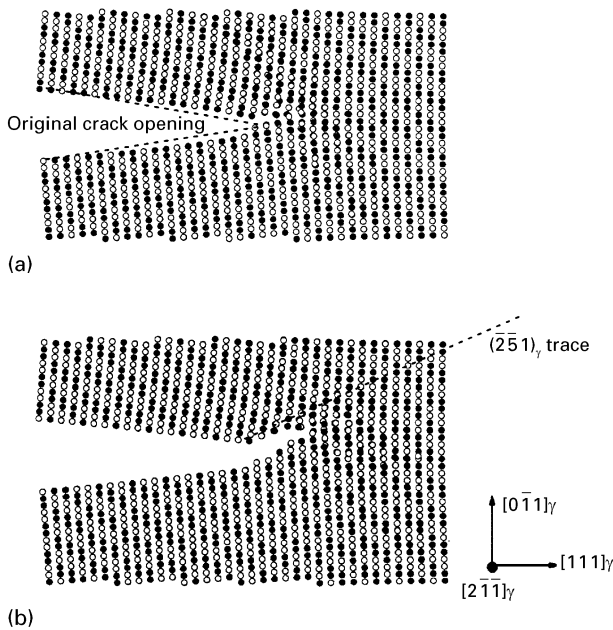 Original crack opening
(a)
(2̄5̄1)ᵧ trace
[01̄1]γ
[111]γ
[21̄1̄]γ
(b)